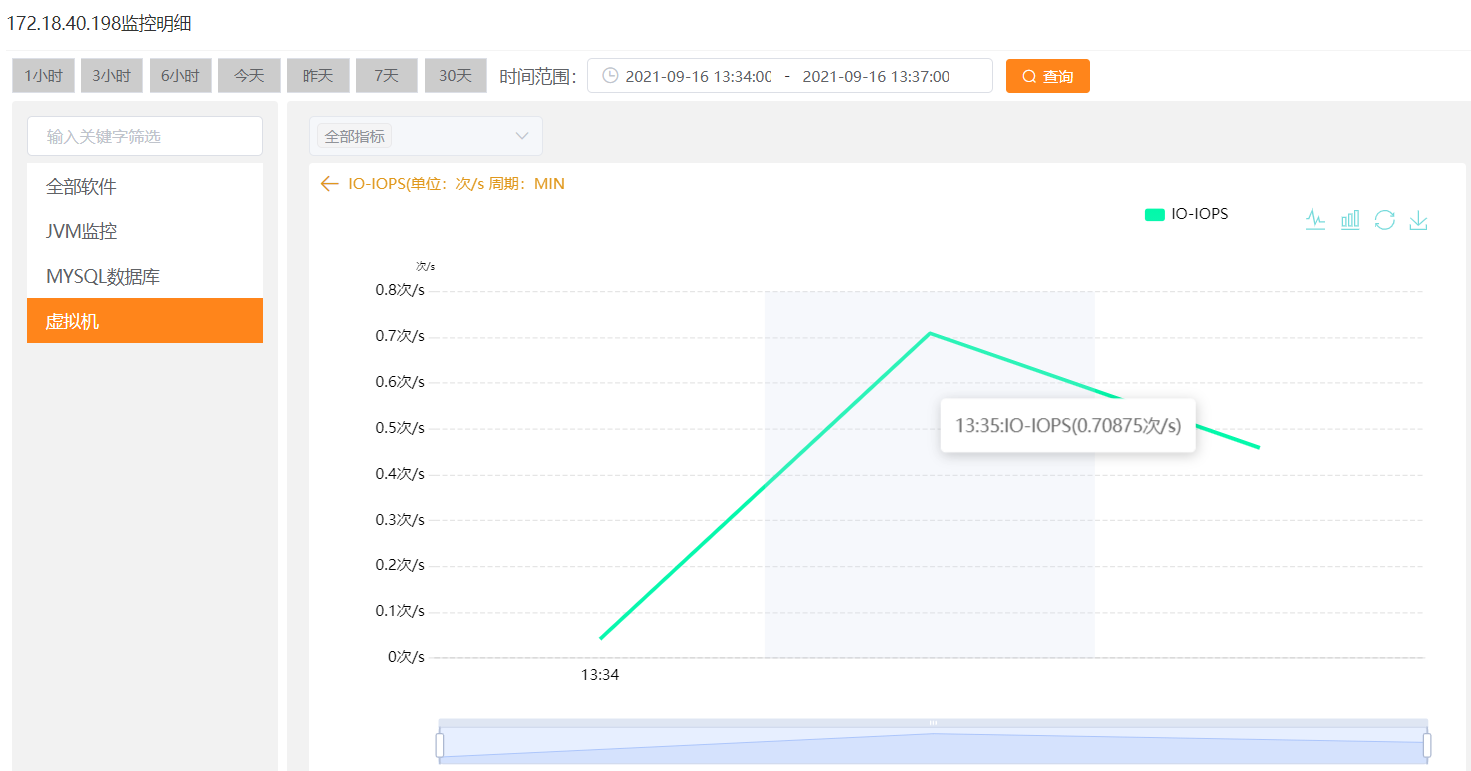 172.18.40.198监控明细
1小时 3小时 6小时 今天 昨天 7天 30天 时间范围： 2021-09-16 13:34:00 - 2021-09-16 13:37:00 查询
输入关键字筛选
全部软件
JVM监控
MYSQL数据库
虚拟机
全部指标
IO-IOPS(单位：次/s 周期：MIN
IO-IOPS
次/s
0.8次/s
0.7次/s
0.6次/s
0.5次/s
0.4次/s
0.3次/s
0.2次/s
0.1次/s
0次/s
13:35:IO-IOPS(0.70875次/s)
13:34